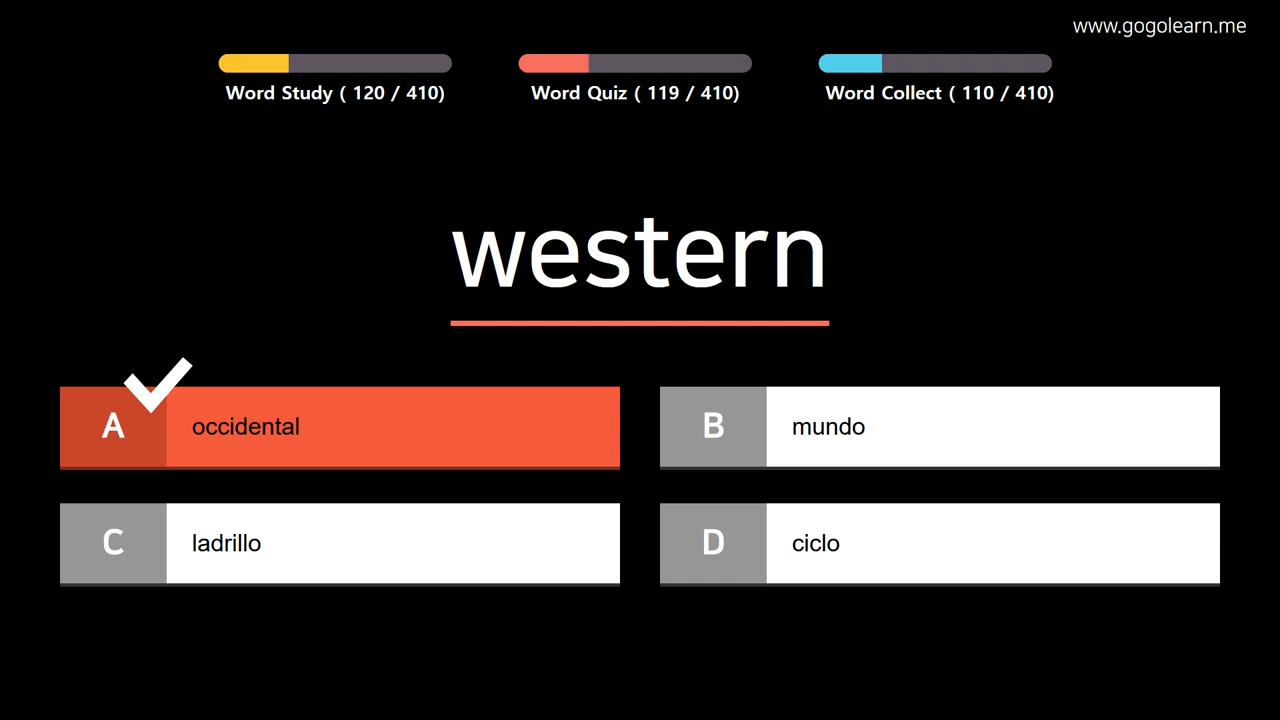 www.gogolearn.me
Word Study ( 120 / 410)
Word Quiz ( 119 / 410)
Word Collect ( 110 / 410)
western
A occidental
B mundo
C ladrillo
D ciclo